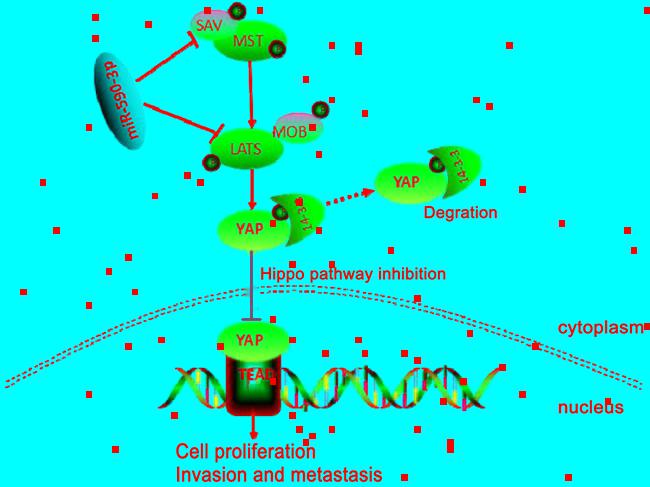 SAV
MST
miR-590-3p
MOB
LATS
14-3-3
YAP
Degration
YAP
14-3-3
Hippo pathway inhibition
YAP
cytoplasm
TEAD
nucleus
Cell proliferation
Invasion and metastasis